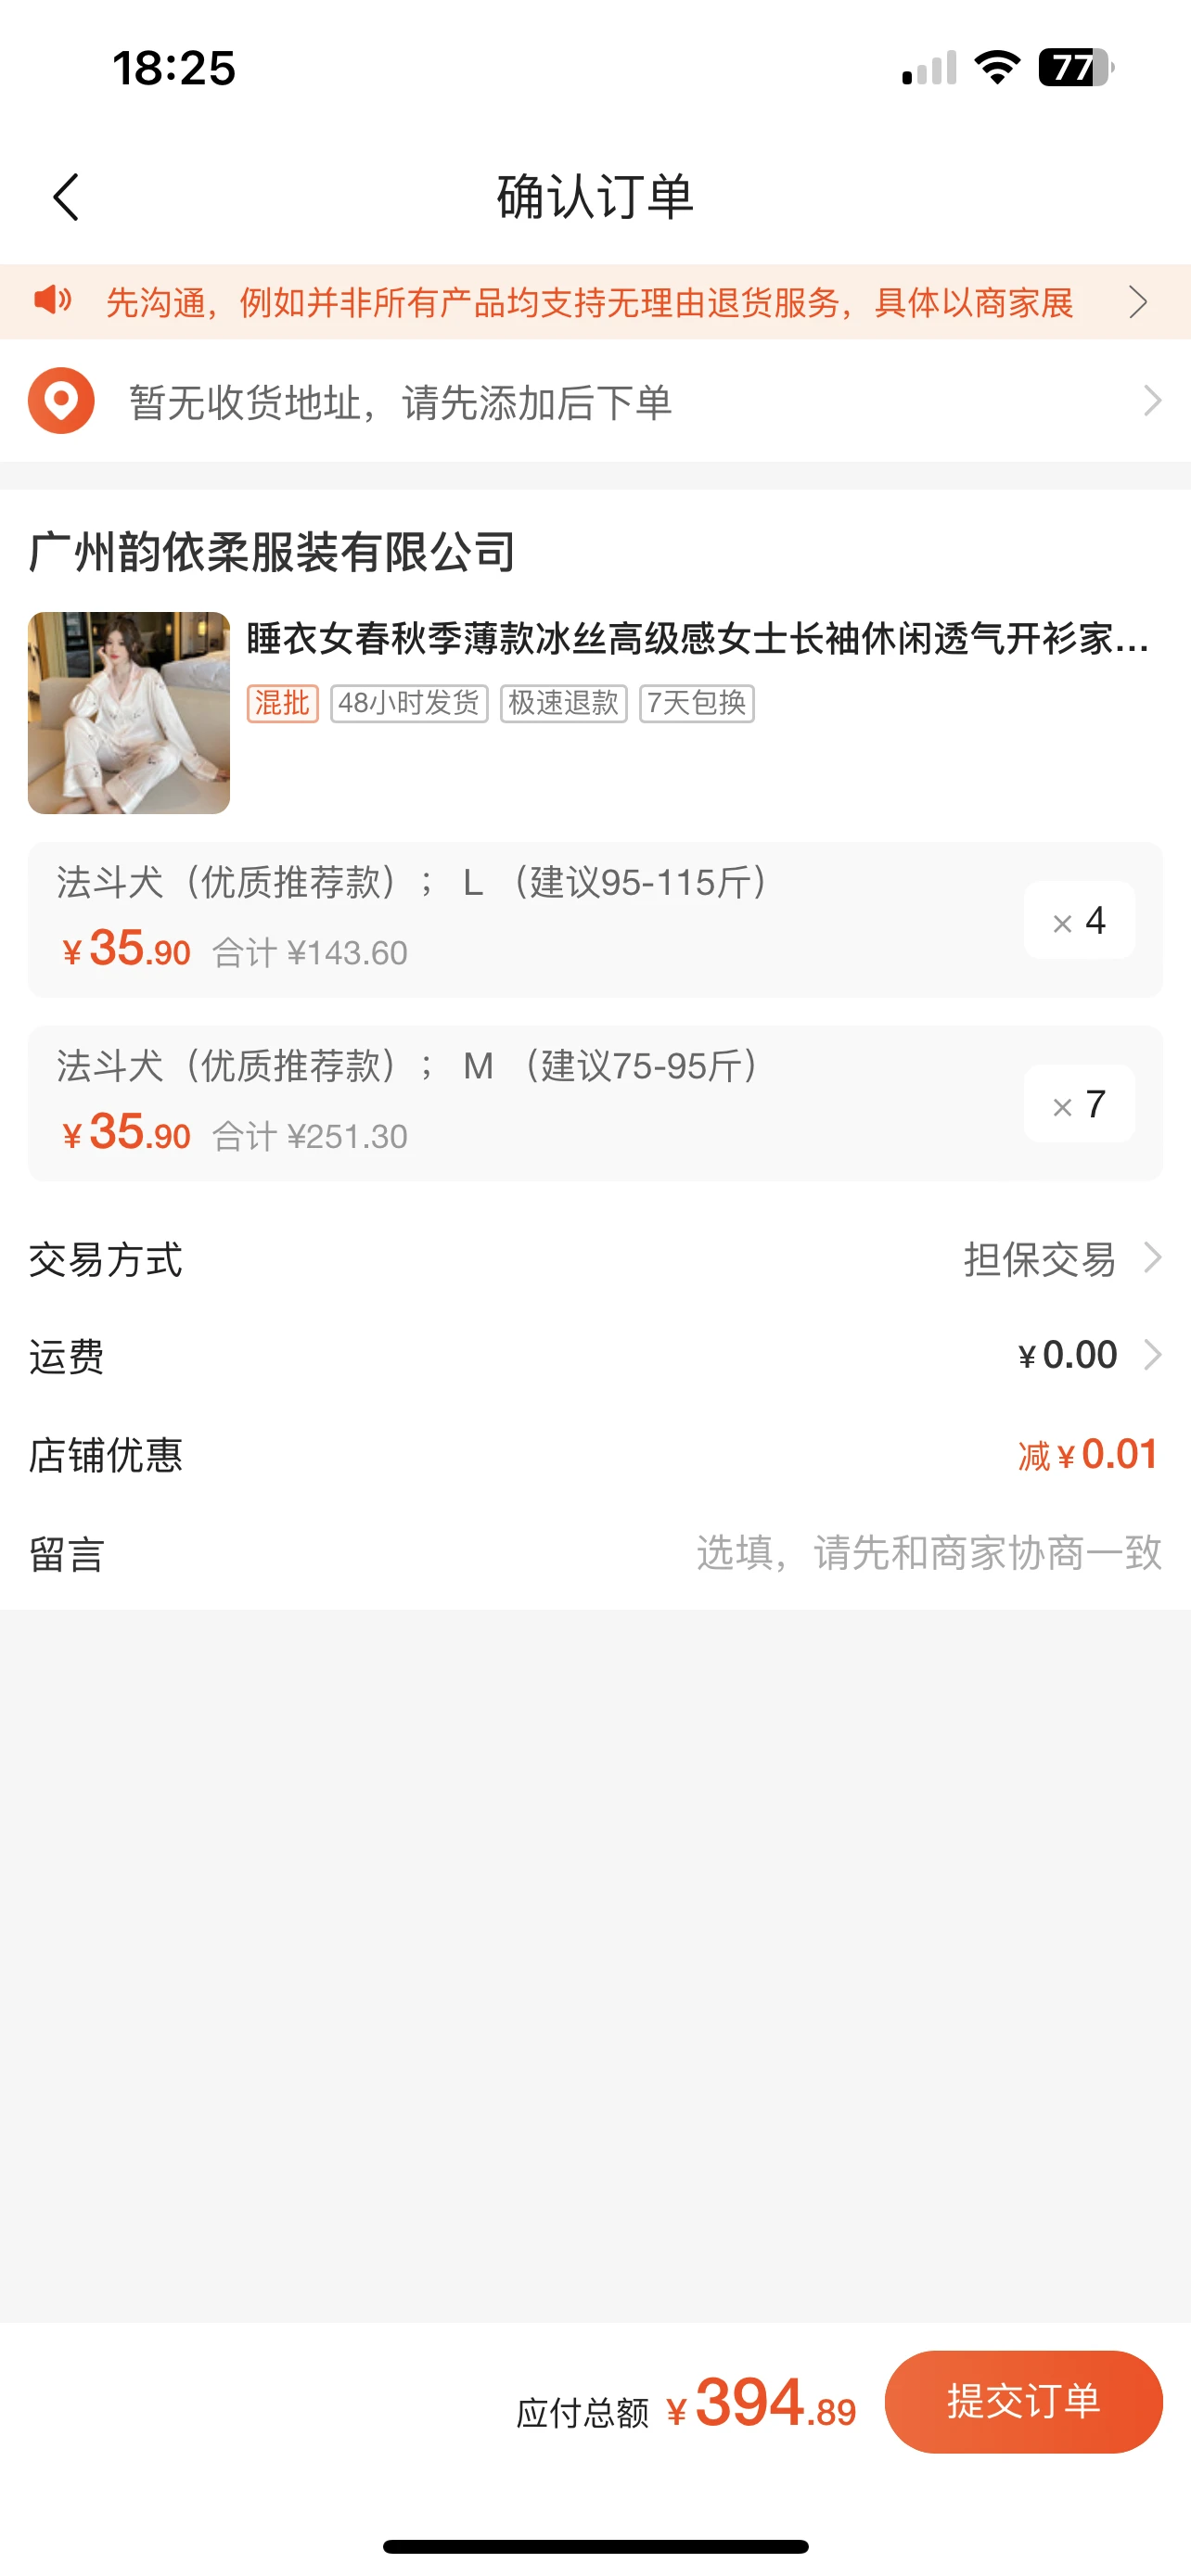 18:25
77
确认订单
先沟通，例如并非所有产品均支持无理由退货服务，具体以商家展
暂无收货地址，请先添加后下单
广州韵依柔服装有限公司
睡衣女春秋季薄款冰丝高级感女士长袖休闲透气开衫家...
混批 48小时发货 极速退款 7天包换
法斗犬（优质推荐款）； L （建议95-115斤）
¥35.90 合计 ¥143.60
× 4
法斗犬（优质推荐款）； M （建议75-95斤）
¥35.90 合计 ¥251.30
× 7
交易方式 担保交易
运费 ¥0.00
店铺优惠 减¥0.01
留言 选填，请先和商家协商一致
应付总额 ¥394.89 提交订单